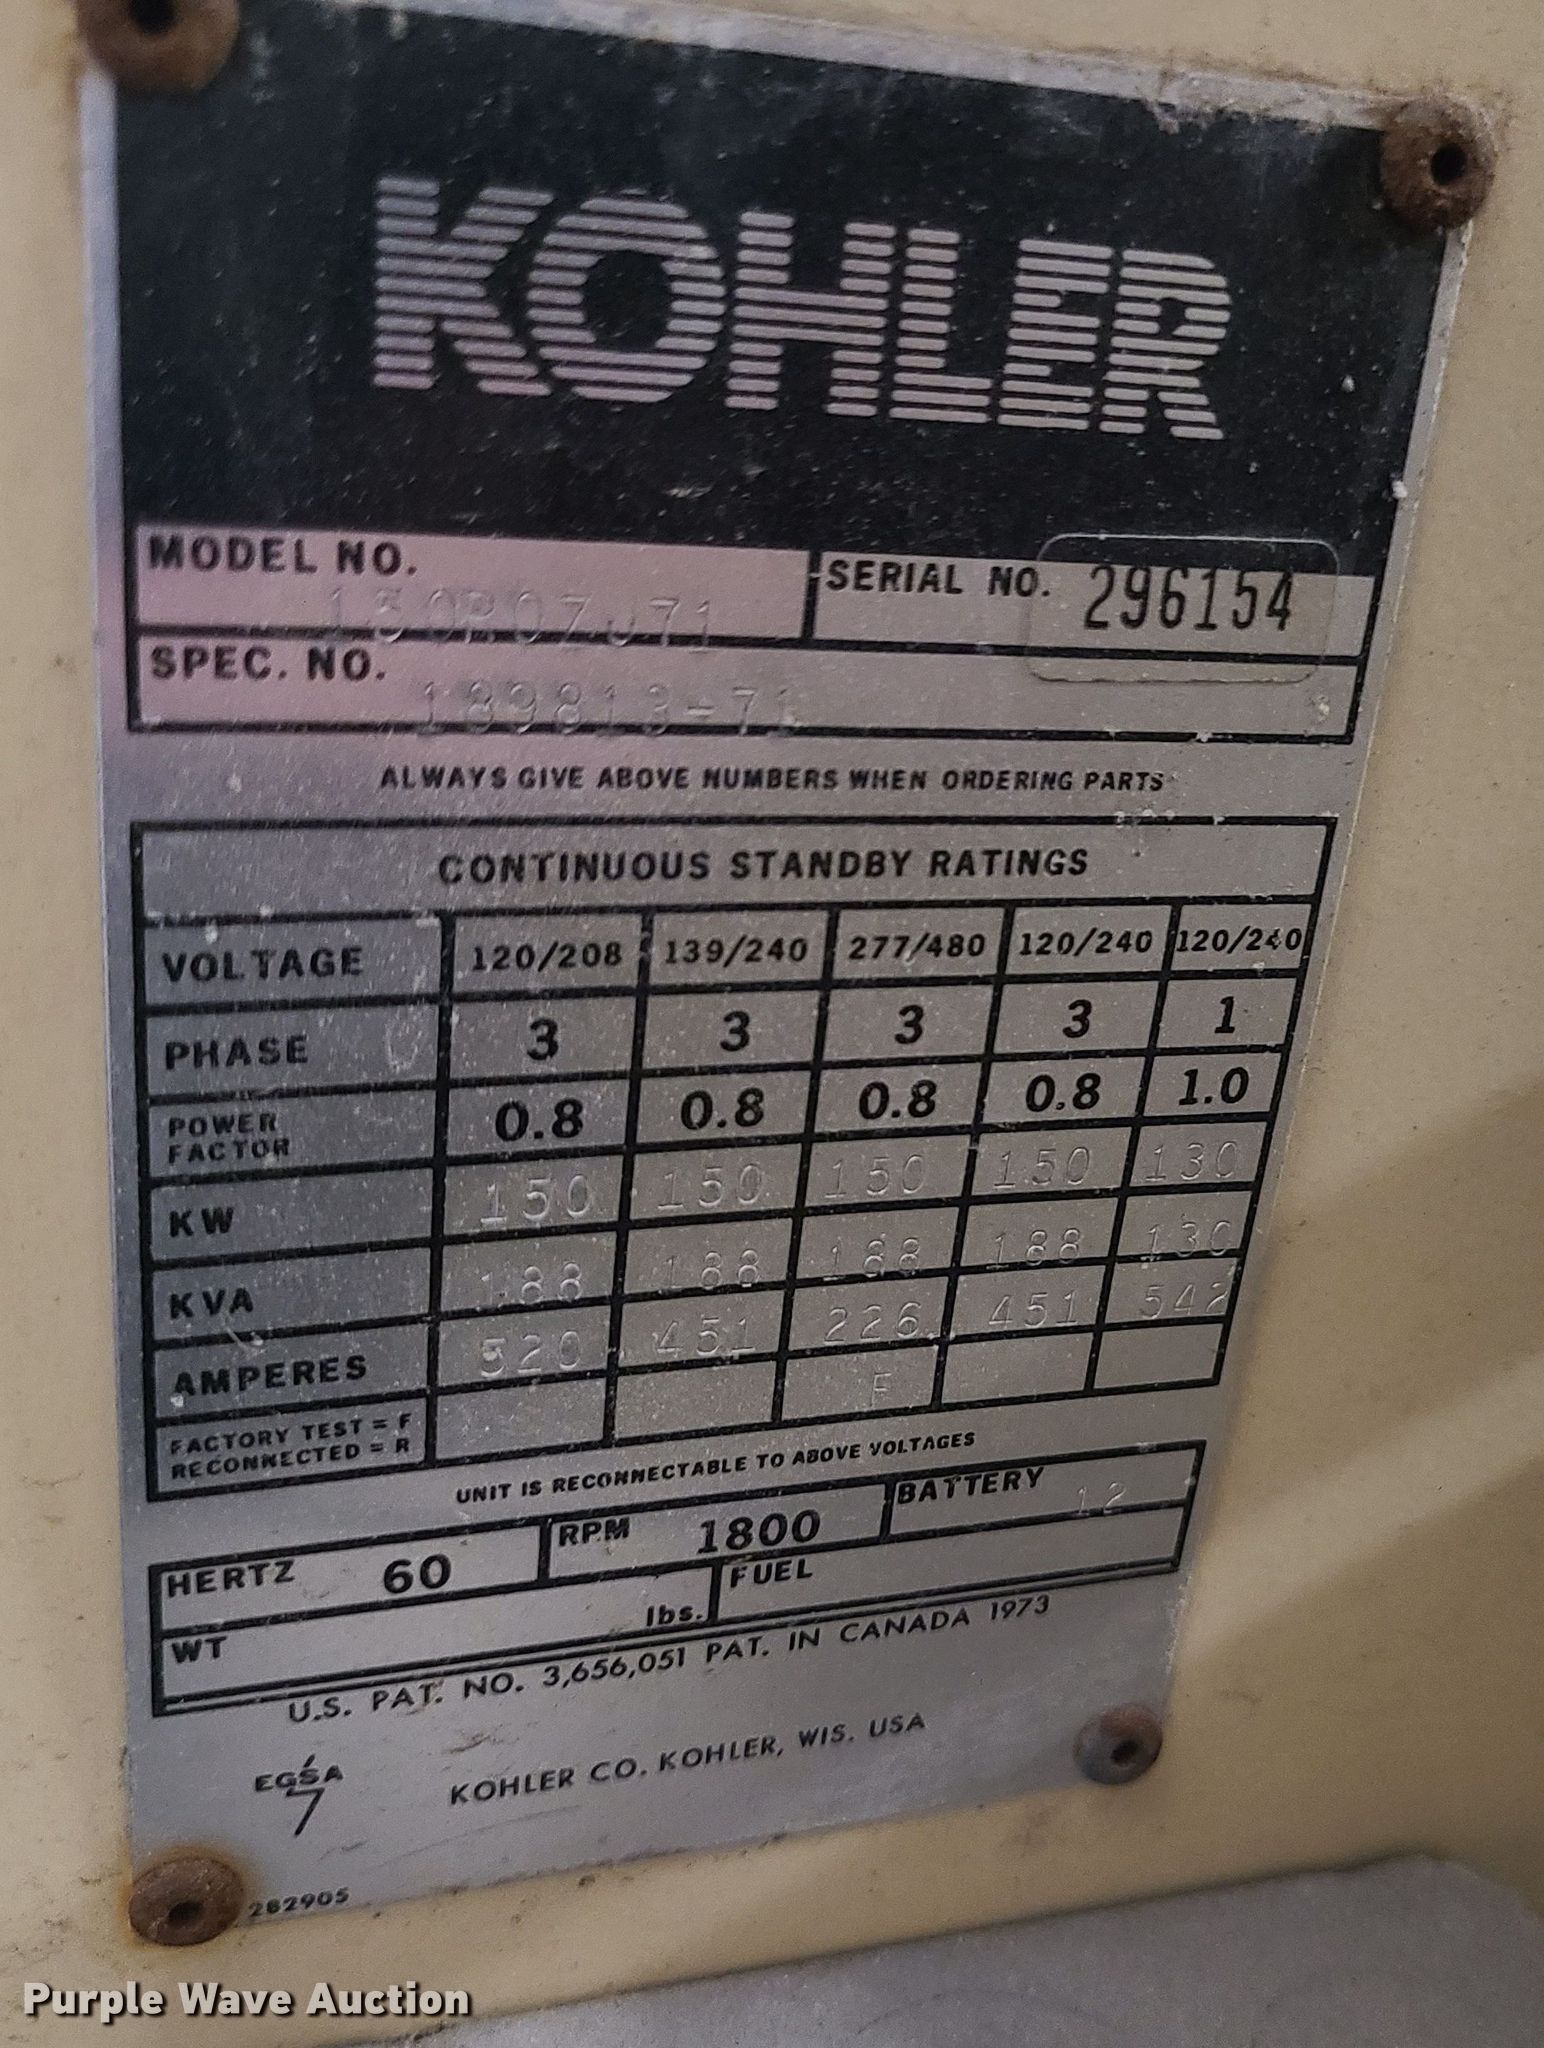 KOHLER
MODEL NO. 150ROZJ71 SERIAL NO. 296154
SPEC. NO. 189813-71
ALWAYS GIVE ABOVE NUMBERS WHEN ORDERING PARTS
CONTINUOUS STANDBY RATINGS
VOLTAGE 120/208 139/240 277/480 120/240 120/240
PHASE 3 3 3 3 1
POWER FACTOR 0.8 0.8 0.8 0.8 1.0
KW 150 150 150 150 130
KVA 188 188 188 188 130
AMPERES 520 451 226 451 542
FACTORY TEST = F
RECONNECTED = R F
UNIT IS RECONNECTABLE TO ABOVE VOLTAGES
HERTZ 60 RPM 1800 BATTERY 12
WT lbs. FUEL
U.S. PAT. NO. 3,656,051 PAT. IN CANADA 1973
EGSA KOHLER CO. KOHLER, WIS. USA
282905
Purple Wave Auction